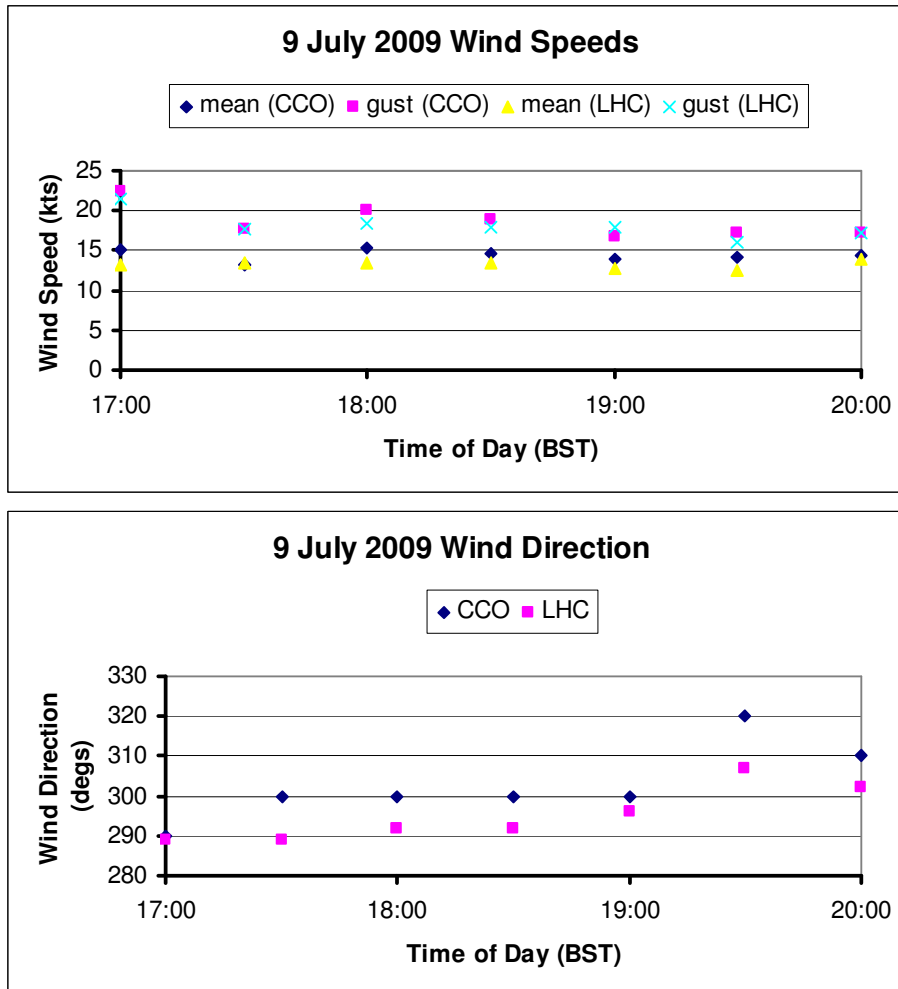 9 July 2009 Wind Speeds
mean (CCO) gust (CCO) mean (LHC) gust (LHC)
Wind Speed (kts)
25
20
15
10
5
0
17:00 18:00 19:00 20:00
Time of Day (BST)
9 July 2009 Wind Direction
CCO LHC
Wind Direction
(degs)
330
320
310
300
290
280
17:00 18:00 19:00 20:00
Time of Day (BST)